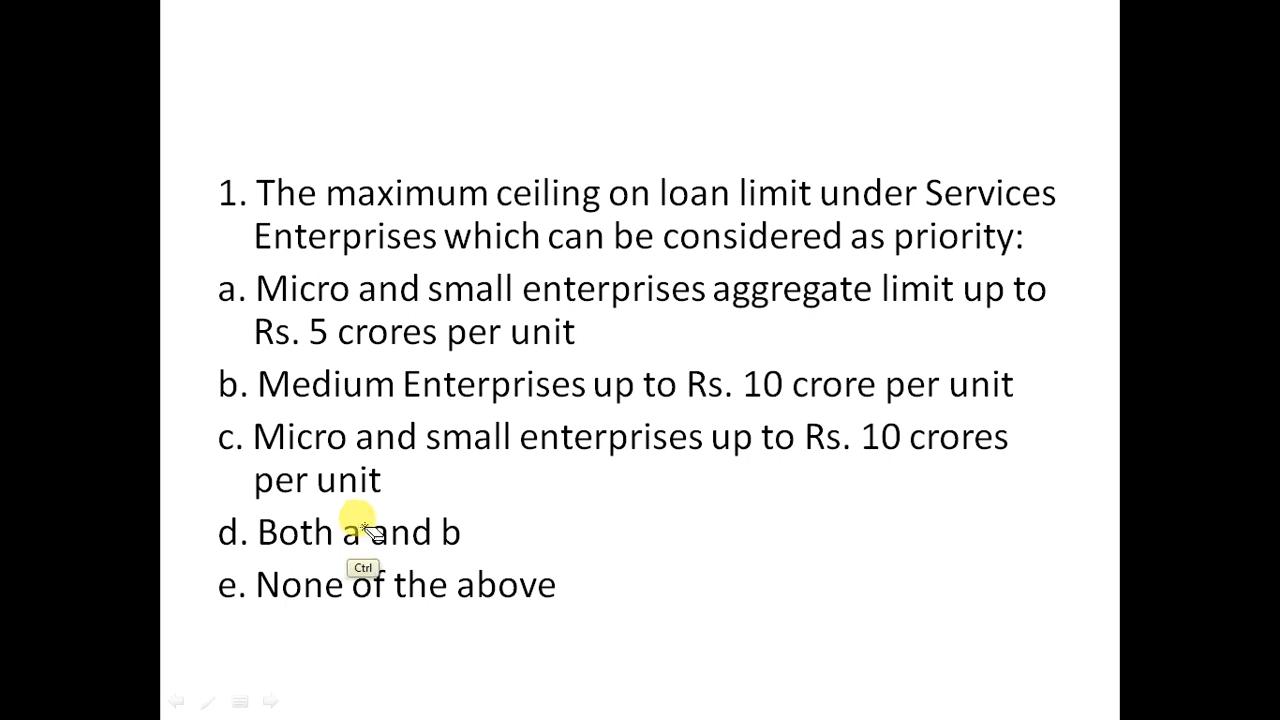 1. The maximum ceiling on loan limit under Services
Enterprises which can be considered as priority:
a. Micro and small enterprises aggregate limit up to
Rs. 5 crores per unit
b. Medium Enterprises up to Rs. 10 crore per unit
c. Micro and small enterprises up to Rs. 10 crores
per unit
d. Both a and b
Ctrl
e. None of the above